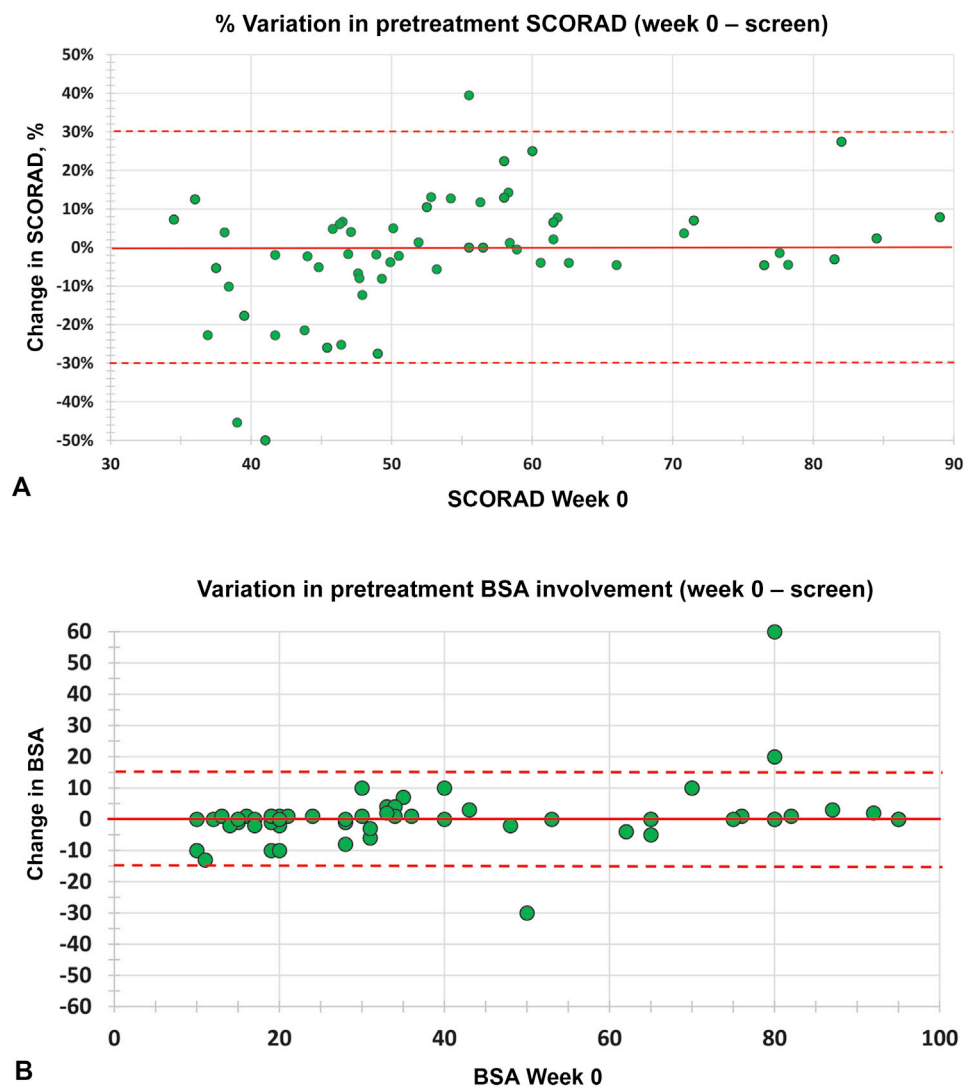 % Variation in pretreatment SCORAD (week 0 – screen)
Change in SCORAD, %
50%
40%
30%
20%
10%
0%
-10%
-20%
-30%
-40%
-50%
30 40 50 60 70 80 90
SCORAD Week 0
A
Variation in pretreatment BSA involvement (week 0 – screen)
Change in BSA
60
50
40
30
20
10
0
-10
-20
-30
-40
-50
-60
0 20 40 60 80 100
BSA Week 0
B